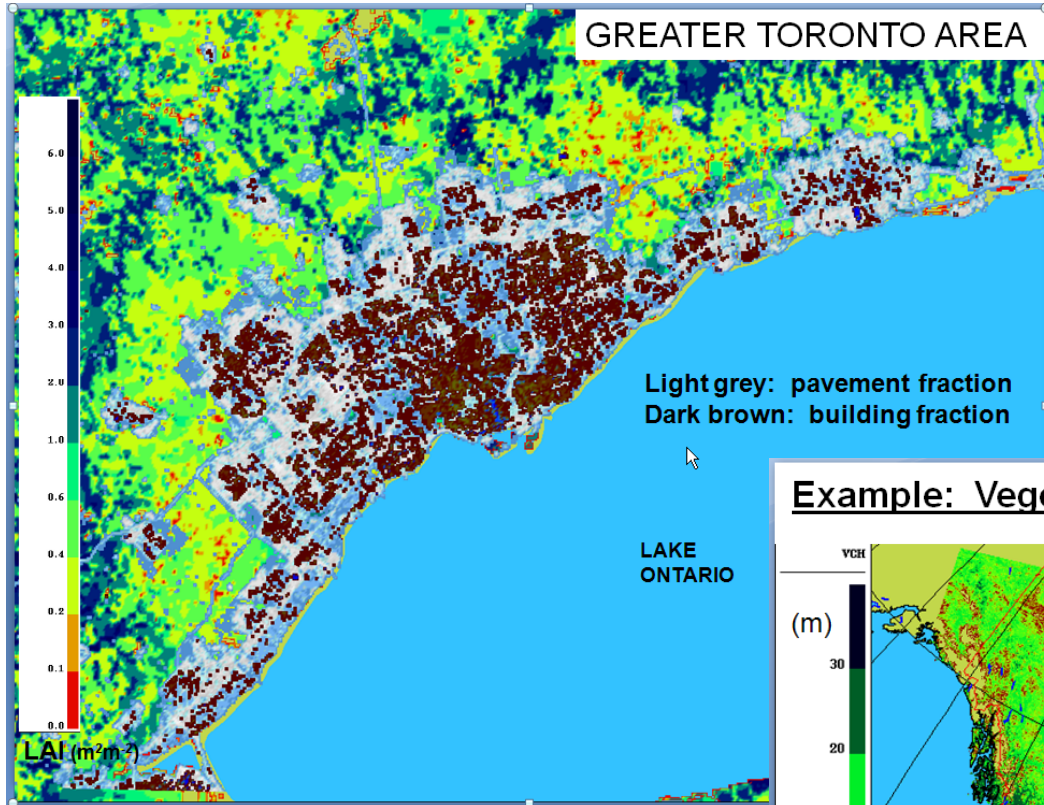 GREATER TORONTO AREA
6.0
5.0
4.0
3.0
2.0
1.0
0.6
0.4
0.2
0.1
0.0
LAI (m²m⁻²)
Light grey: pavement fraction
Dark brown: building fraction
LAKE
ONTARIO
Example: Vege
VCH
(m)
30
20